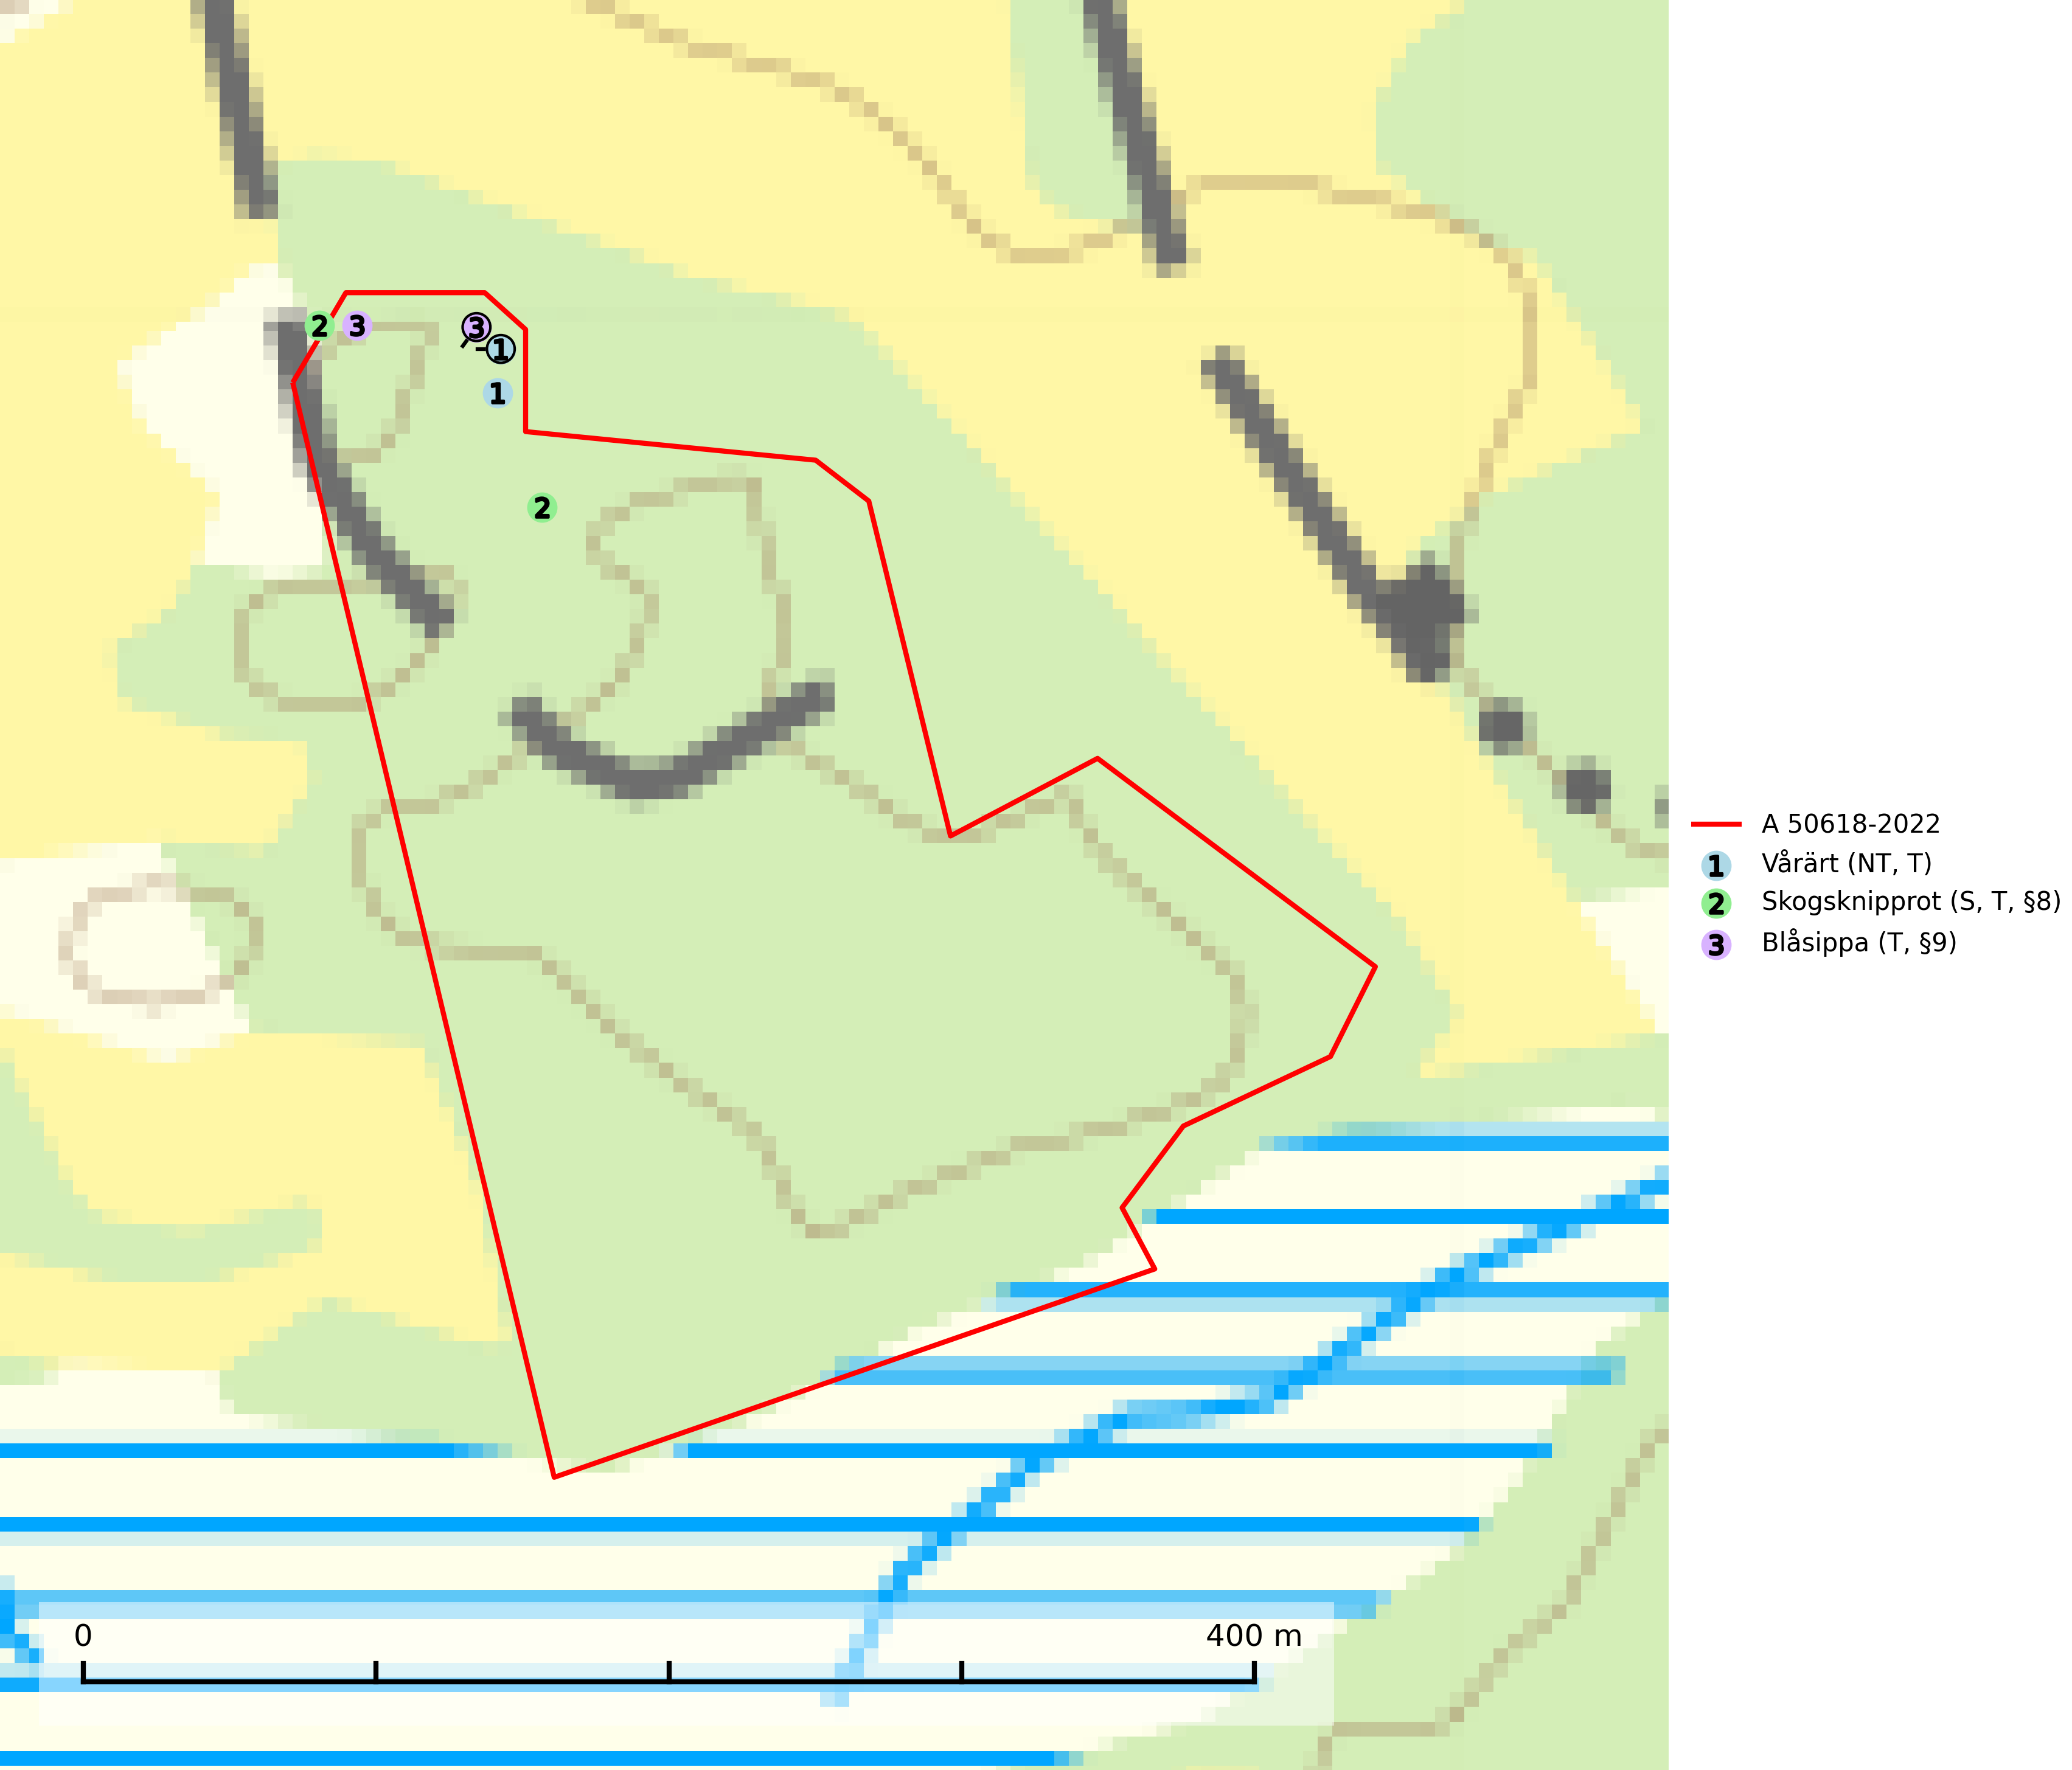 2
3
3
1
1
2
A 50618-2022
1 Vårärt (NT, T)
2 Skogsknipprot (S, T, §8)
3 Blåsippa (T, §9)
0
400 m